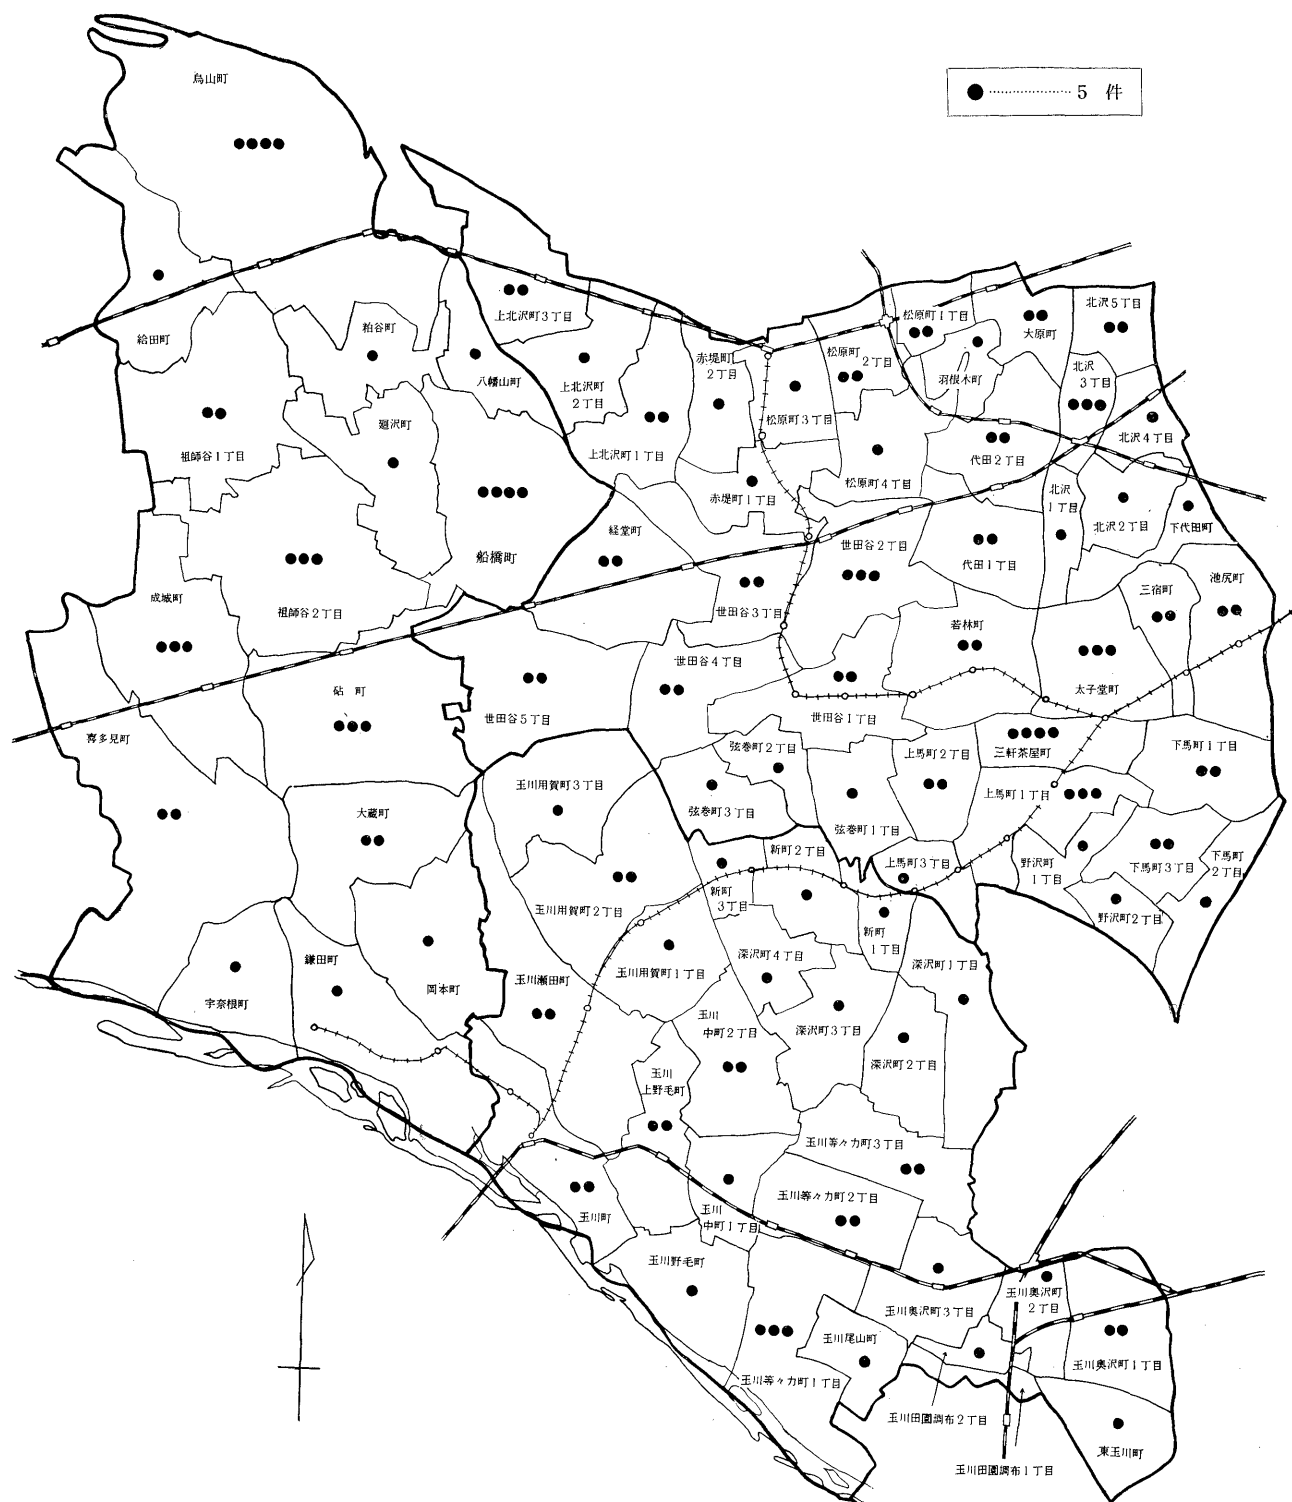 烏山町
5 件
給田町
粕谷町
八幡山町
上北沢町3丁目
上北沢町
2丁目
赤堤町
2丁目
松原町
2丁目
松原町1丁目
大原町
北沢5丁目
羽根木町
北沢
3丁目
祖師谷1丁目
廻沢町
上北沢町1丁目
松原町3丁目
代田2丁目
北沢4丁目
赤堤町1丁目
松原町4丁目
北沢
1丁目
北沢2丁目
下代田町
経堂町
船橋町
世田谷2丁目
代田1丁目
成城町
祖師谷2丁目
世田谷3丁目
若林町
三宿町
池尻町
砧 町
世田谷4丁目
太子堂町
世田谷5丁目
世田谷1丁目
喜多見町
弦巻町2丁目
上馬町2丁目
三軒茶屋町
下馬町1丁目
玉川用賀町3丁目
弦巻町3丁目
弦巻町1丁目
上馬町1丁目
大蔵町
新町2丁目
上馬町3丁目
野沢町
1丁目
下馬町3丁目
下馬町
2丁目
玉川用賀町2丁目
新町
3丁目
新町
1丁目
野沢町2丁目
鎌田町
岡本町
宇奈根町
玉川瀬田町
玉川用賀町1丁目
深沢町4丁目
深沢町1丁目
玉川
中町2丁目
深沢町3丁目
深沢町2丁目
玉川
上野毛町
玉川等々力町3丁目
玉川町
玉川
中町1丁目
玉川等々力町2丁目
玉川野毛町
玉川奥沢町3丁目
玉川奥沢町
2丁目
玉川尾山町
玉川奥沢町1丁目
玉川等々力町1丁目
玉川田園調布2丁目
玉川田園調布1丁目
東玉川町